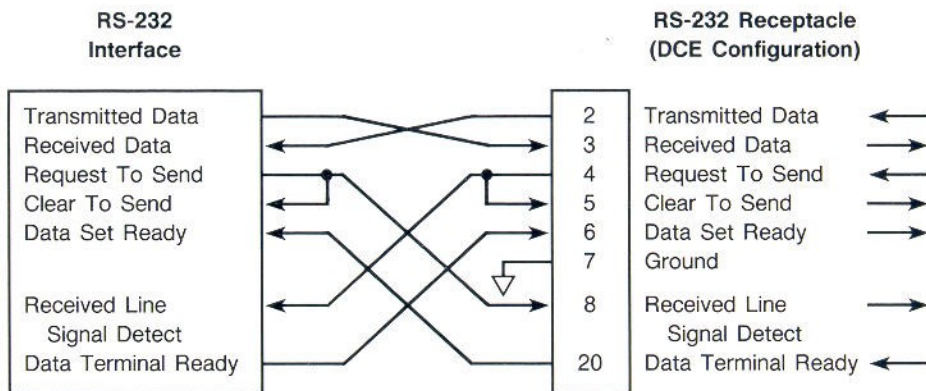 RS-232
Interface
RS-232 Receptacle
(DCE Configuration)
Transmitted Data
Received Data
Request To Send
Clear To Send
Data Set Ready
Received Line
Signal Detect
Data Terminal Ready
2
3
4
5
6
7
8
20
Transmitted Data
Received Data
Request To Send
Clear To Send
Data Set Ready
Ground
Received Line
Signal Detect
Data Terminal Ready